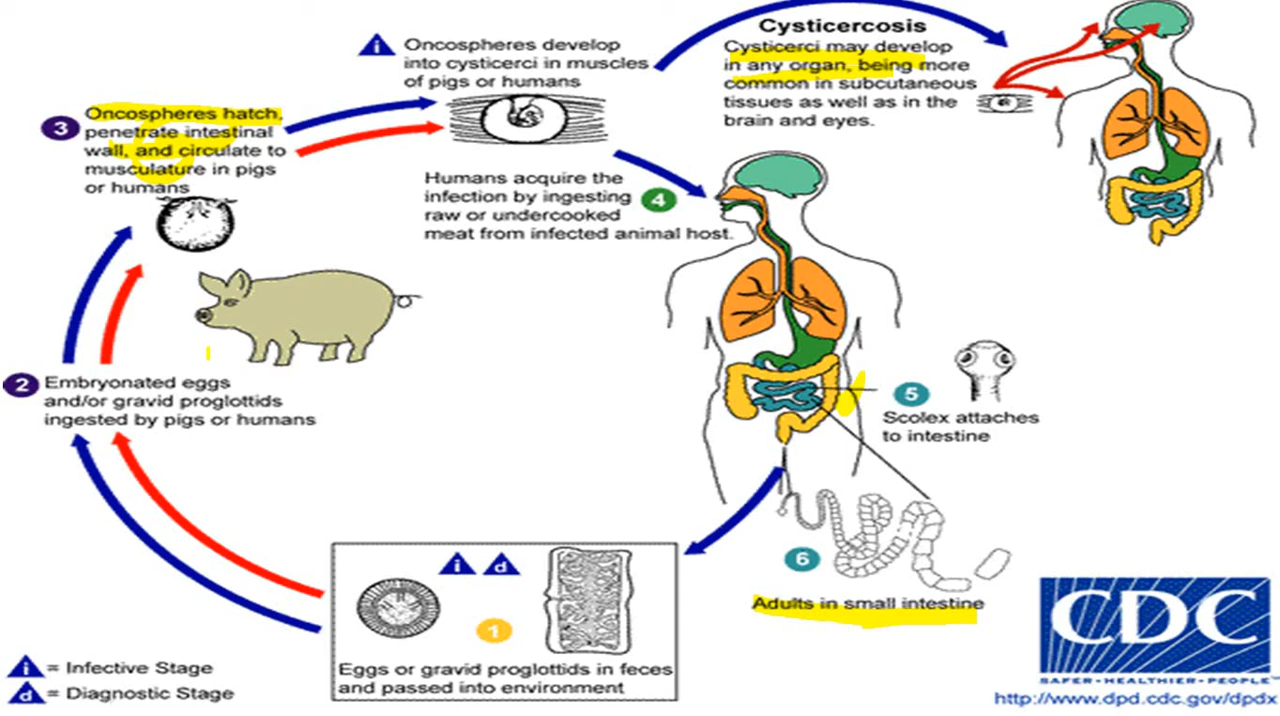 Cysticercosis
Cysticerci may develop
in any organ, being more
common in subcutaneous
tissues as well as in the
brain and eyes.
i
Oncospheres develop
into cysticerci in muscles
of pigs or humans
3
Oncospheres hatch,
penetrate intestinal
wall, and circulate to
musculature in pigs
or humans
Humans acquire the
infection by ingesting
raw or undercooked
meat from infected animal host.
4
2
Embryonated eggs
and/or gravid proglottids
ingested by pigs or humans
5
Scolex attaches
to intestine
6
Adults in small intestine
i d
1
Eggs or gravid proglottids in feces
and passed into environment
i = Infective Stage
d = Diagnostic Stage
CDC
SAFER•HEALTHIER•PEOPLE™
http://www.dpd.cdc.gov/dpdx